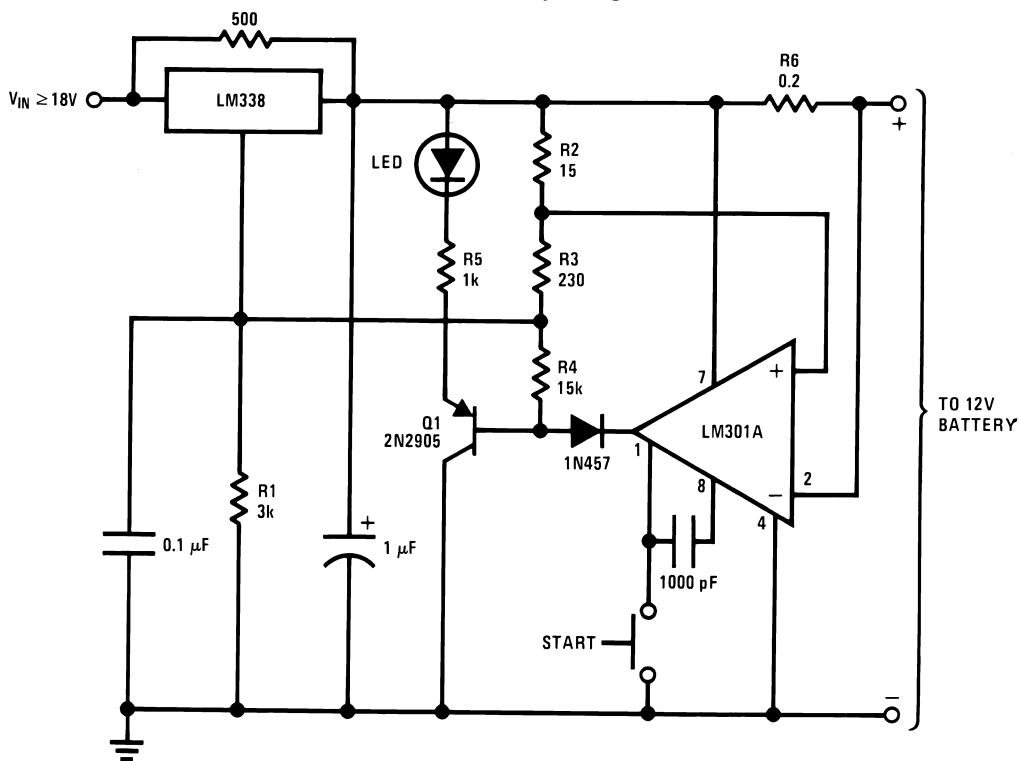 500
V_IN ≥ 18V
LM338
R6
0.2
+
LED
R2
15
R5
1k
R3
230
R4
15k
7
+
LM301A
TO 12V
BATTERY
Q1
2N2905
1N457
1
8
−
2
4
R1
3k
0.1 μF
+
1 μF
1000 pF
START
−